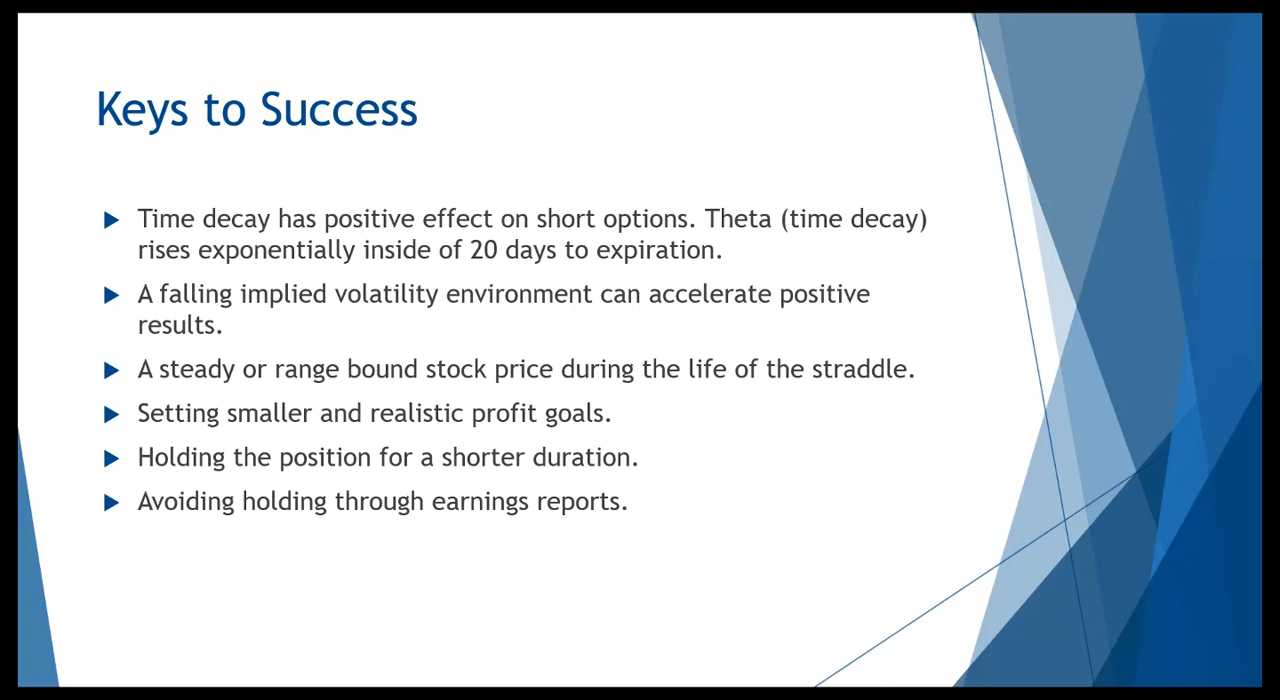 Keys to Success
Time decay has positive effect on short options. Theta (time decay)
rises exponentially inside of 20 days to expiration.
A falling implied volatility environment can accelerate positive
results.
A steady or range bound stock price during the life of the straddle.
Setting smaller and realistic profit goals.
Holding the position for a shorter duration.
Avoiding holding through earnings reports.